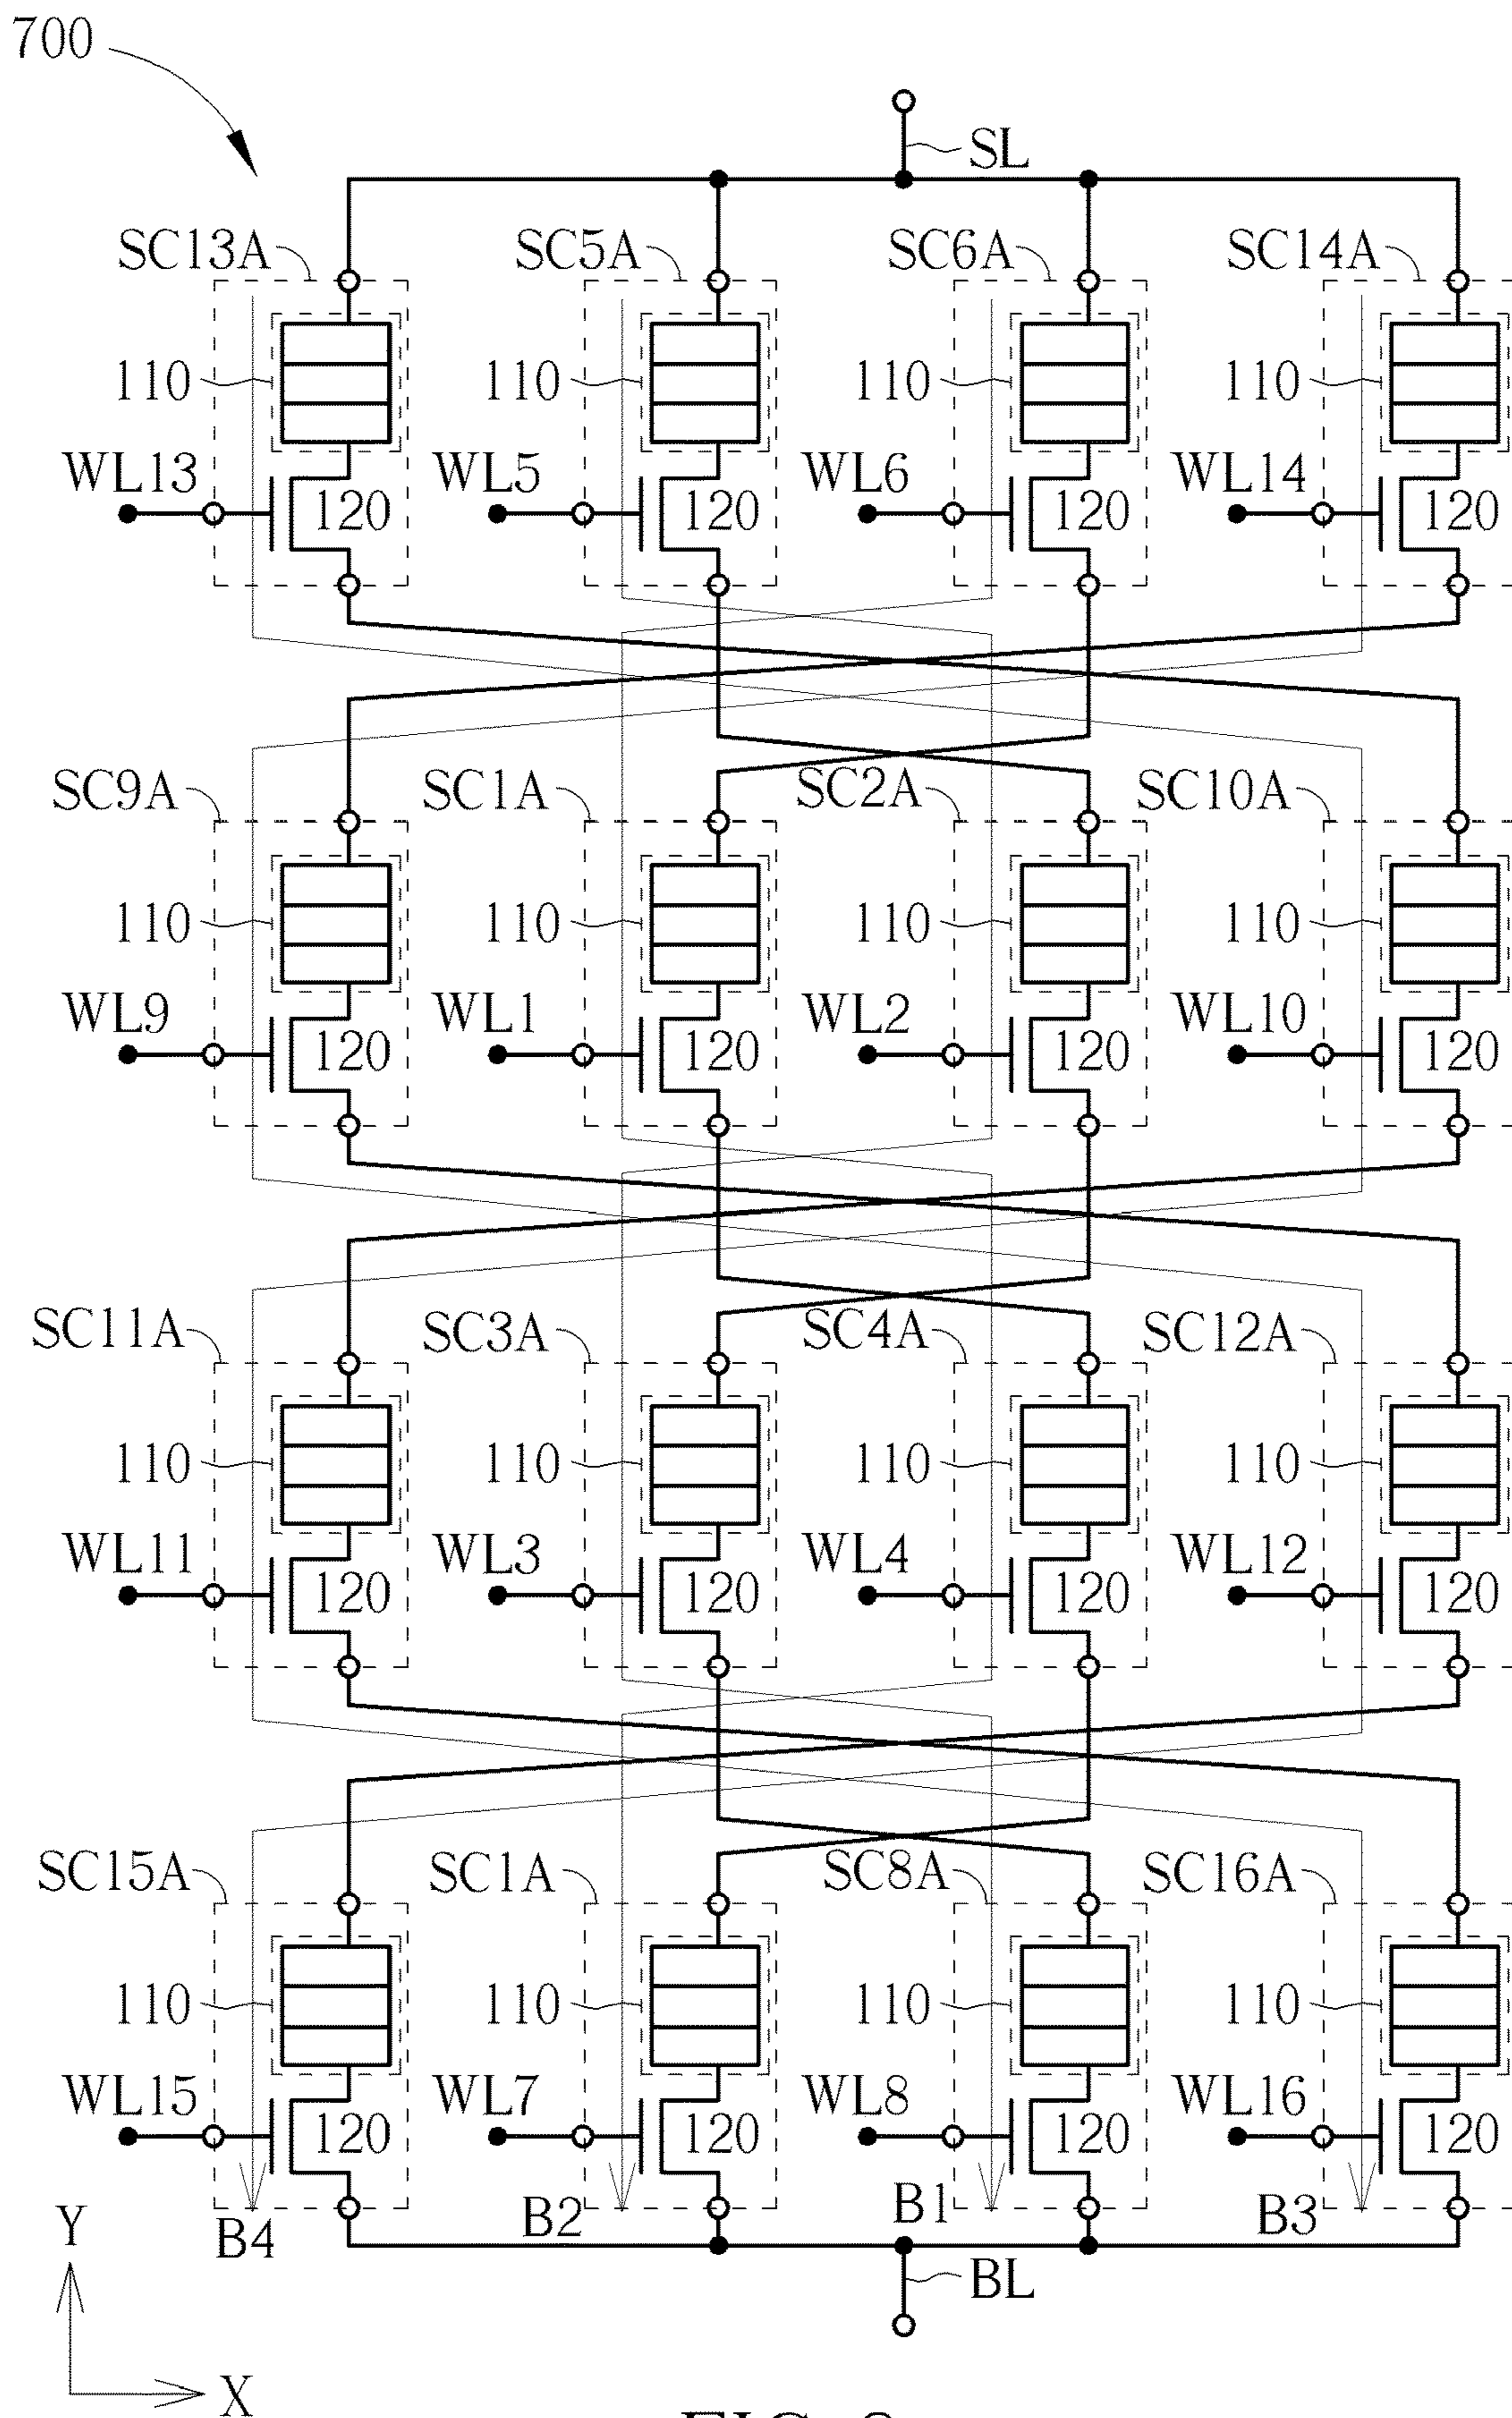 700
SL
SC13A SC5A SC6A SC14A
110 110 110 110
WL13 WL5 WL6 WL14
120 120 120 120
SC9A SC1A SC2A SC10A
110 110 110 110
WL9 WL1 WL2 WL10
120 120 120 120
SC11A SC3A SC4A SC12A
110 110 110 110
WL11 WL3 WL4 WL12
120 120 120 120
SC15A SC1A SC8A SC16A
110 110 110 110
WL15 WL7 WL8 WL16
120 120 120 120
B4 B2 B1 B3
Y
BL
X